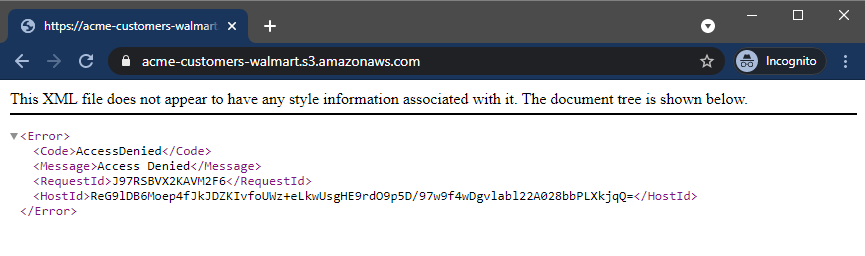 https://acme-customers-walmart
acme-customers-walmart.s3.amazonaws.com
Incognito
This XML file does not appear to have any style information associated with it. The document tree is shown below.
▼<Error>
<Code>AccessDenied</Code>
<Message>Access Denied</Message>
<RequestId>J97RSBVX2KAVM2F6</RequestId>
<HostId>ReG9lDB6Moep4fJkJDZKIvfoUWz+eLkwUsgHE9rdO9p5D/97w9f4wDgvlabl22A028bbPLXkjqQ=</HostId>
</Error>